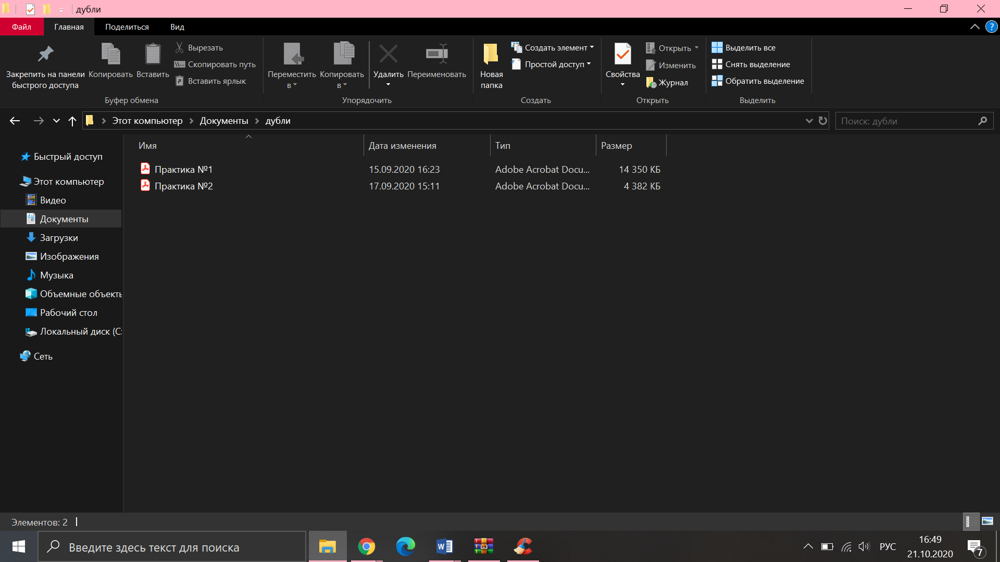 дубли
Файл
Главная
Поделиться
Вид
Закрепить на панели
быстрого доступа
Копировать
Вставить
Вырезать
Скопировать путь
Вставить ярлык
Буфер обмена
Переместить
в
Копировать
в
Удалить
Переименовать
Упорядочить
Новая
папка
Создать элемент
Простой доступ
Создать
Свойства
Открыть
Изменить
Журнал
Открыть
Выделить все
Снять выделение
Обратить выделение
Выделить
Этот компьютер
Документы
дубли
Поиск: дубли
Быстрый доступ
Этот компьютер
Видео
Документы
Загрузки
Изображения
Музыка
Объемные объекты
Рабочий стол
Локальный диск (C:
Сеть
Имя Дата изменения Тип Размер
Практика №1 15.09.2020 16:23 Adobe Acrobat Docu... 14 350 КБ
Практика №2 17.09.2020 15:11 Adobe Acrobat Docu... 4 382 КБ
Элементов: 2
Введите здесь текст для поиска
РУС
16:49
21.10.2020
7